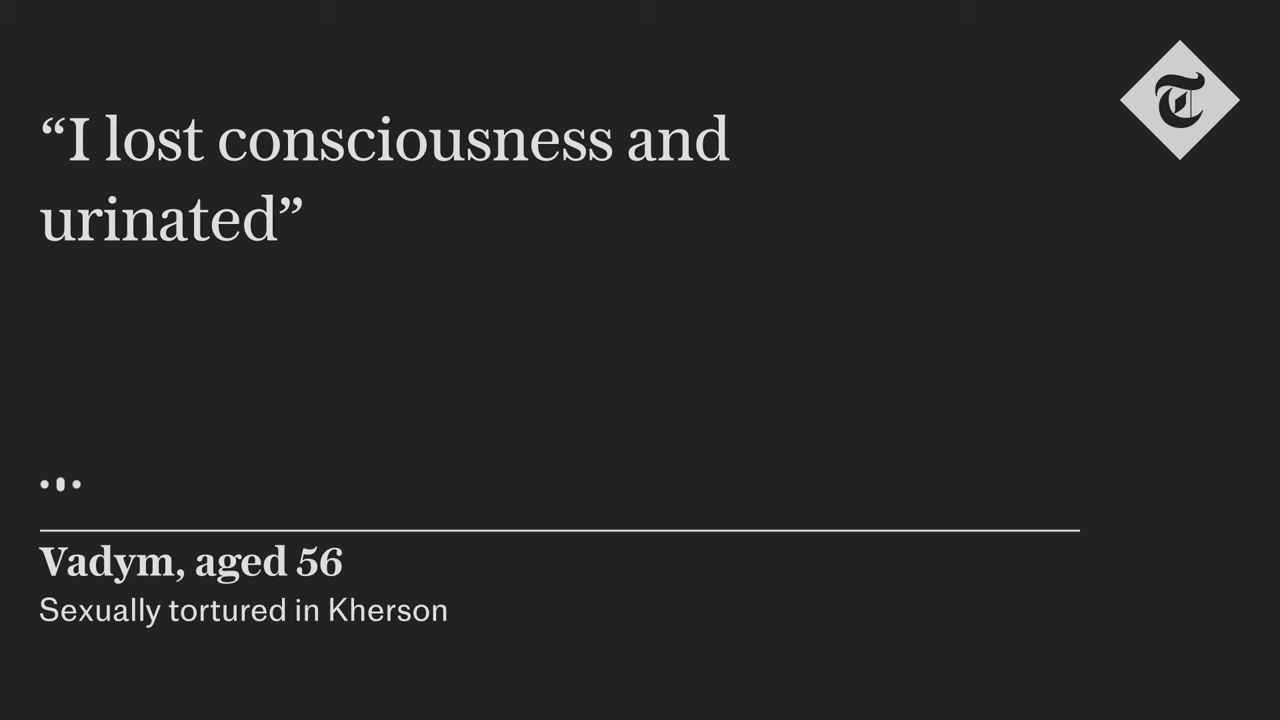 “I lost consciousness and
urinated”
Vadym, aged 56
Sexually tortured in Kherson
T